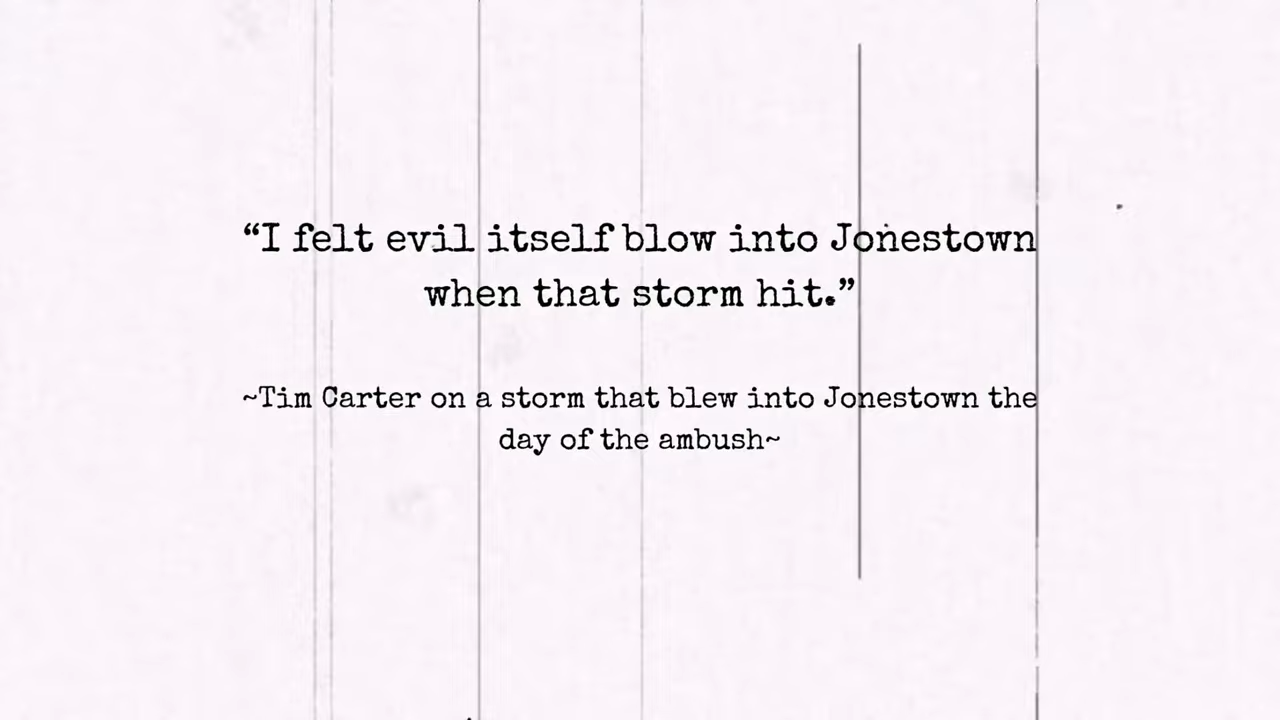 “I felt evil itself blow into Jonestown
when that storm hit.”
~Tim Carter on a storm that blew into Jonestown the
day of the ambush~